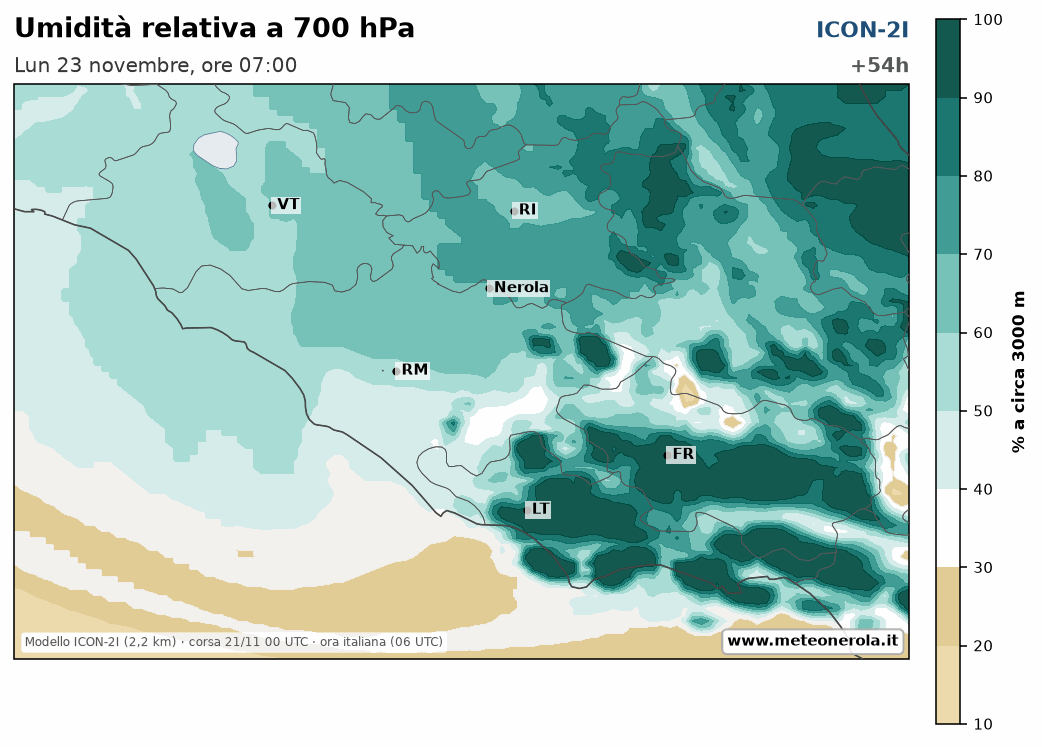 Umidità relativa a 700 hPa
ICON-2I
Lun 23 novembre, ore 07:00
+54h
VT
RI
Nerola
RM
FR
LT
Modello ICON-2I (2,2 km) · corsa 21/11 00 UTC · ora italiana (06 UTC)
www.meteonerola.it
100
90
80
70
60
50
40
30
20
10
% a circa 3000 m